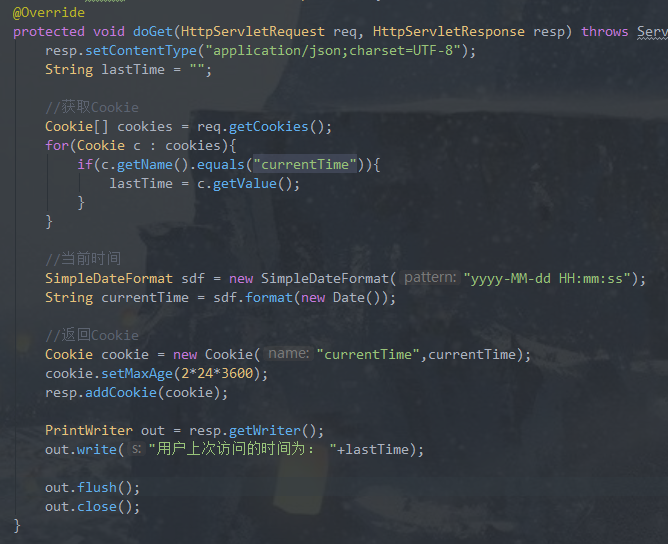 @Override
protected void doGet(HttpServletRequest req, HttpServletResponse resp) throws Serv
resp.setContentType("application/json;charset=UTF-8");
String lastTime = "";
//获取Cookie
Cookie[] cookies = req.getCookies();
for(Cookie c : cookies){
if(c.getName().equals("currentTime")){
lastTime = c.getValue();
}
}
//当前时间
SimpleDateFormat sdf = new SimpleDateFormat( pattern: "yyyy-MM-dd HH:mm:ss");
String currentTime = sdf.format(new Date());
//返回Cookie
Cookie cookie = new Cookie( name: "currentTime",currentTime);
cookie.setMaxAge(2*24*3600);
resp.addCookie(cookie);
PrintWriter out = resp.getWriter();
out.write( s: "用户上次访问的时间为： "+lastTime);
out.flush();
out.close();
}